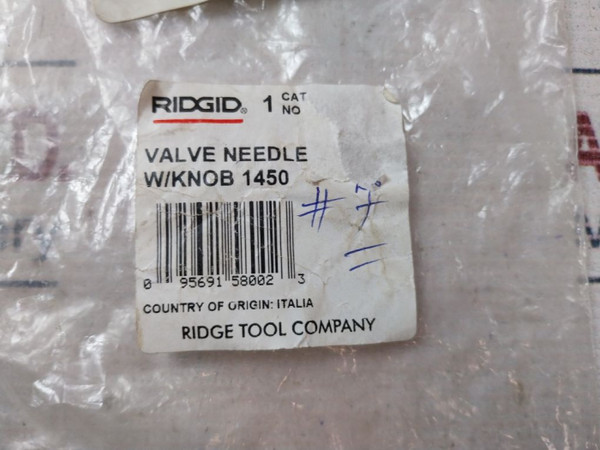 RIDGID® 1 CAT NO
VALVE NEEDLE
W/KNOB 1450
# 7
0 95691 58002 3
COUNTRY OF ORIGIN: ITALIA
RIDGE TOOL COMPANY